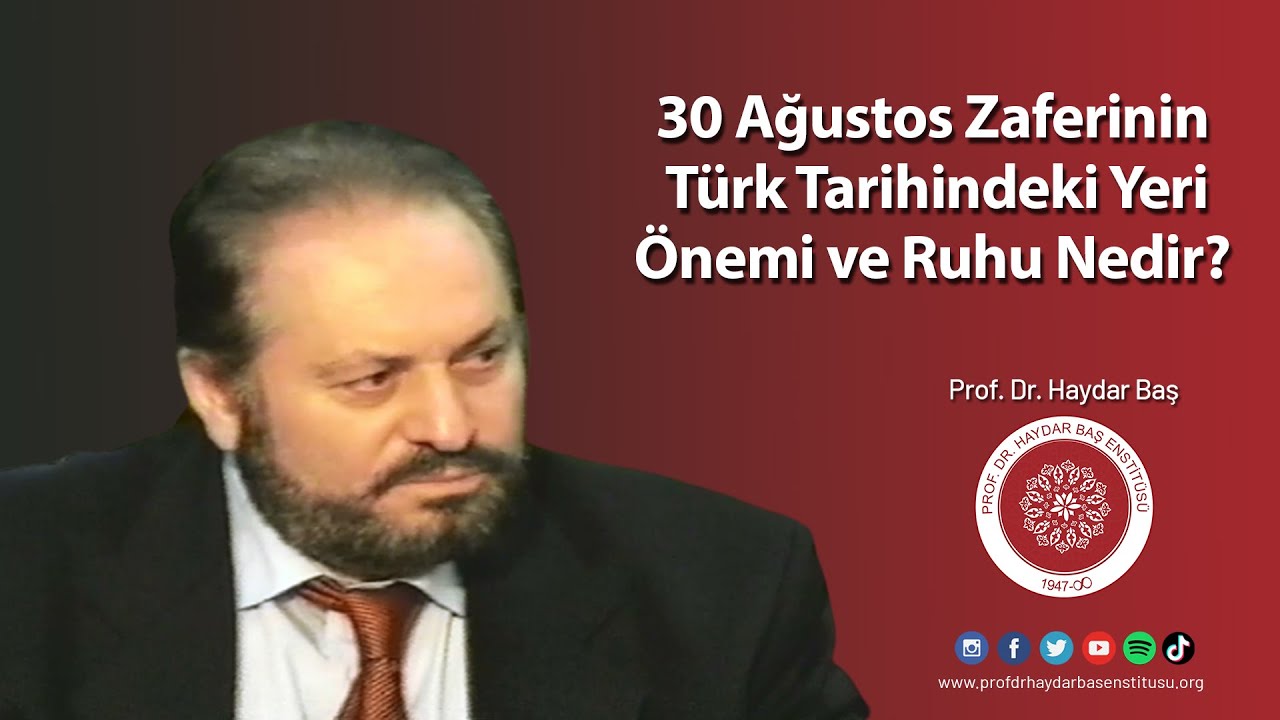 30 Ağustos Zaferinin
Türk Tarihindeki Yeri
Önemi ve Ruhu Nedir?
Prof. Dr. Haydar Baş
PROF. DR. HAYDAR BAŞ ENSTİTÜSÜ
1947-∞
www.profdrhaydarbasenstitusu.org